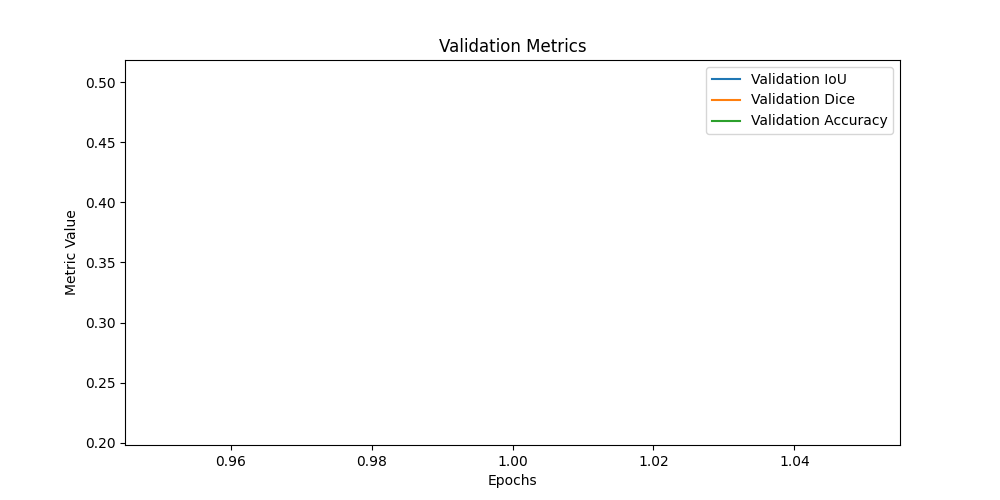 Validation Metrics
Validation IoU
Validation Dice
Validation Accuracy
0.50
0.45
0.40
0.35
0.30
0.25
0.20
Metric Value
0.96 0.98 1.00 1.02 1.04
Epochs